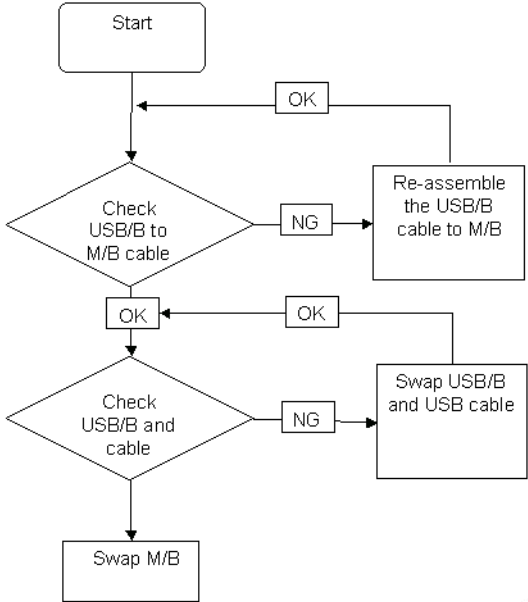 Start
OK
Check
USB/B to
M/B cable
NG
Re-assemble
the USB/B
cable to M/B
OK
OK
Check
USB/B and
cable
NG
Swap USB/B
and USB cable
Swap M/B